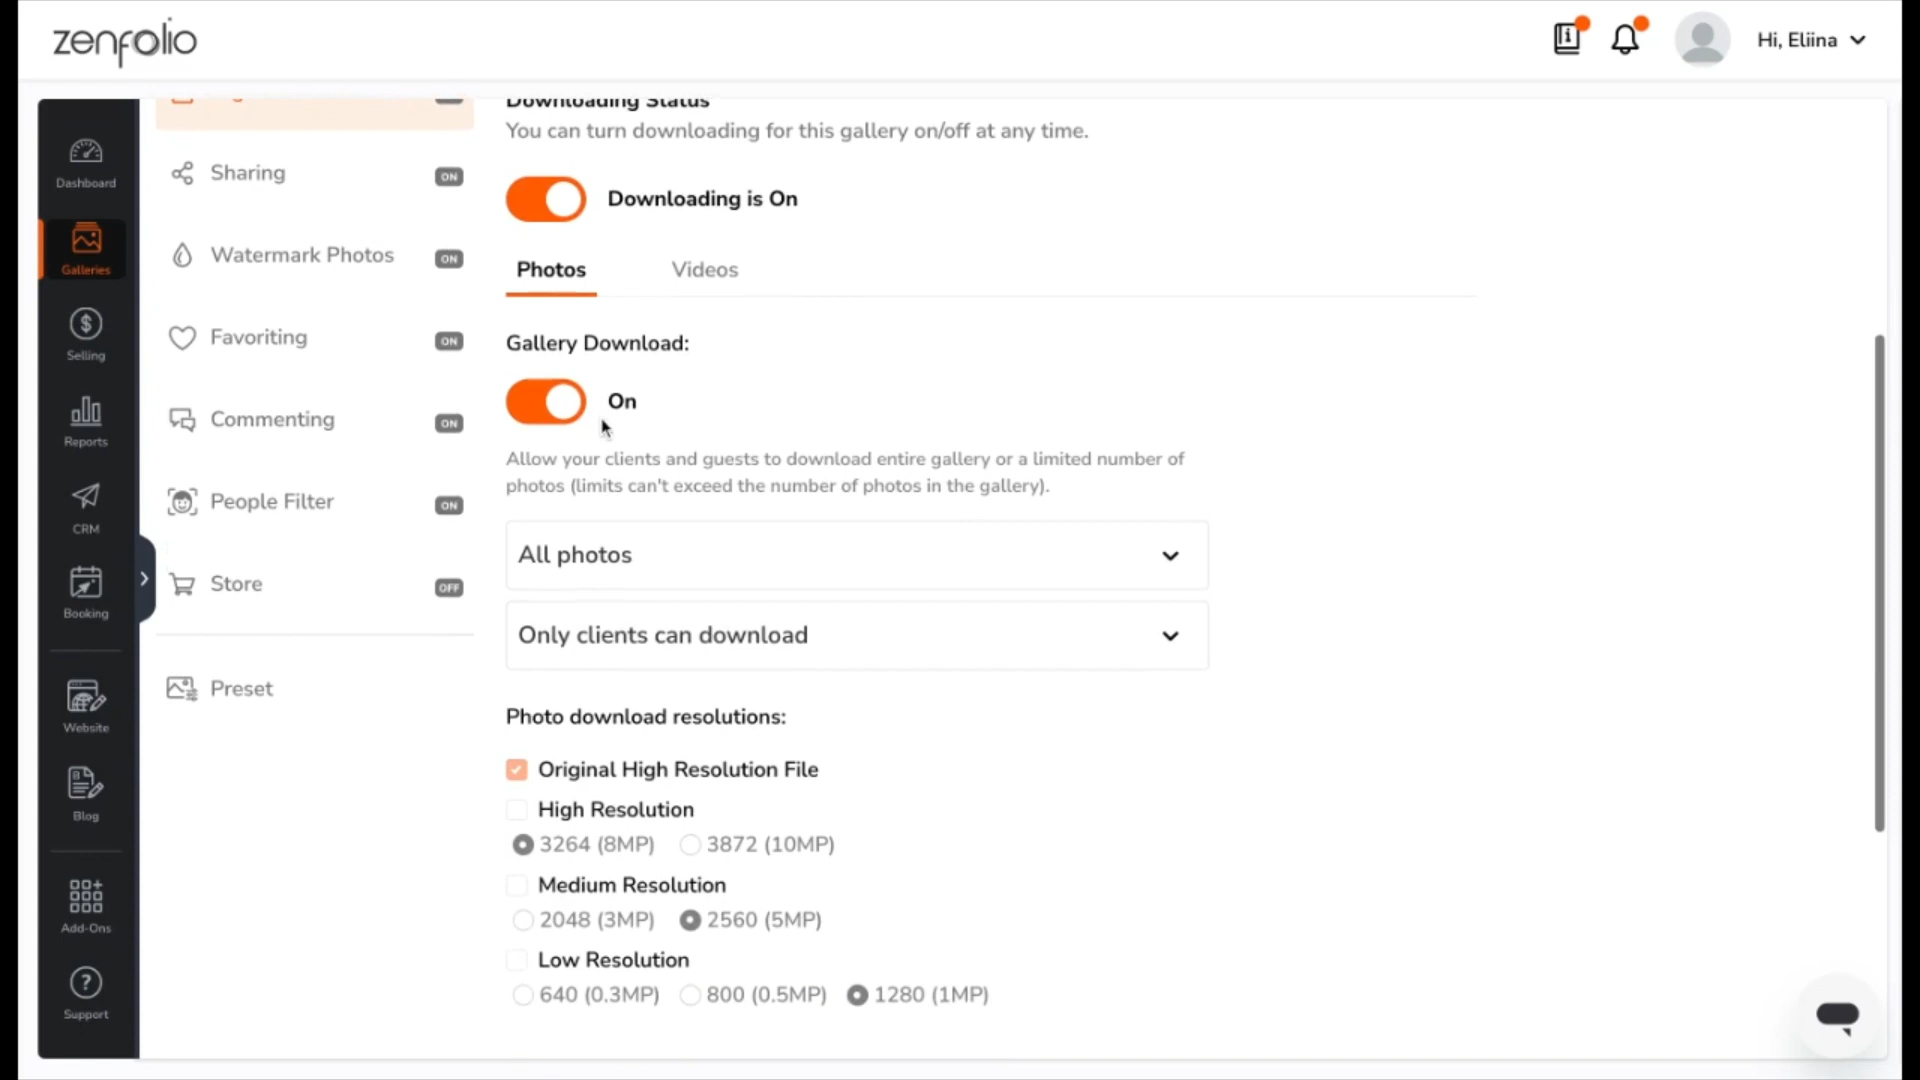 zenfolio
Hi, Eliina
Dashboard
Galleries
Selling
Reports
CRM
Booking
Website
Blog
Add-Ons
Support
Sharing ON
Watermark Photos ON
Favoriting ON
Commenting ON
People Filter ON
Store OFF
Preset
Downloading Status
You can turn downloading for this gallery on/off at any time.
Downloading is On
Photos Videos
Gallery Download:
On
Allow your clients and guests to download entire gallery or a limited number of
photos (limits can't exceed the number of photos in the gallery).
All photos
Only clients can download
Photo download resolutions:
Original High Resolution File
High Resolution
3264 (8MP) 3872 (10MP)
Medium Resolution
2048 (3MP) 2560 (5MP)
Low Resolution
640 (0.3MP) 800 (0.5MP) 1280 (1MP)